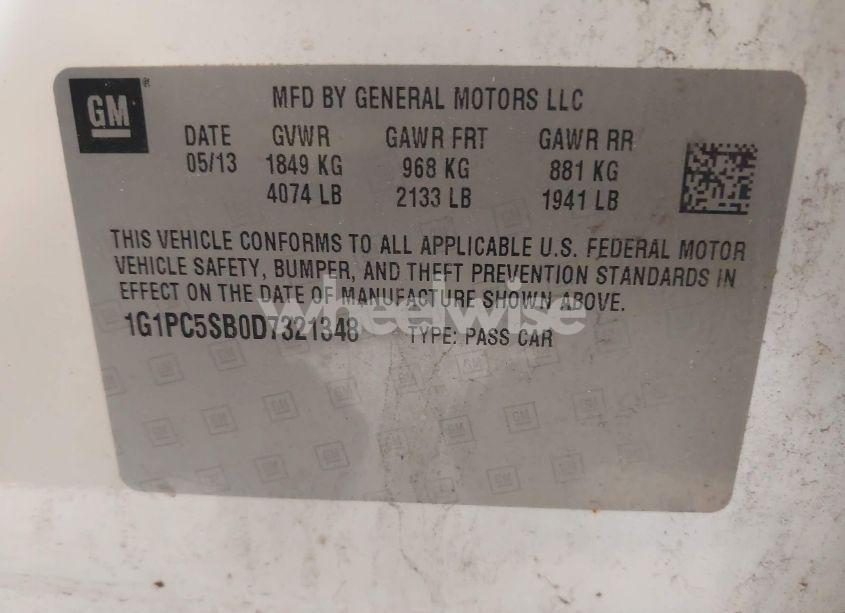 GM
MFD BY GENERAL MOTORS LLC
DATE GVWR GAWR FRT GAWR RR
05/13 1849 KG 968 KG 881 KG
4074 LB 2133 LB 1941 LB
THIS VEHICLE CONFORMS TO ALL APPLICABLE U.S. FEDERAL MOTOR
VEHICLE SAFETY, BUMPER, AND THEFT PREVENTION STANDARDS IN
EFFECT ON THE DATE OF MANUFACTURE SHOWN ABOVE.
1G1PC5SB0D7321348 TYPE: PASS CAR
wheelwise